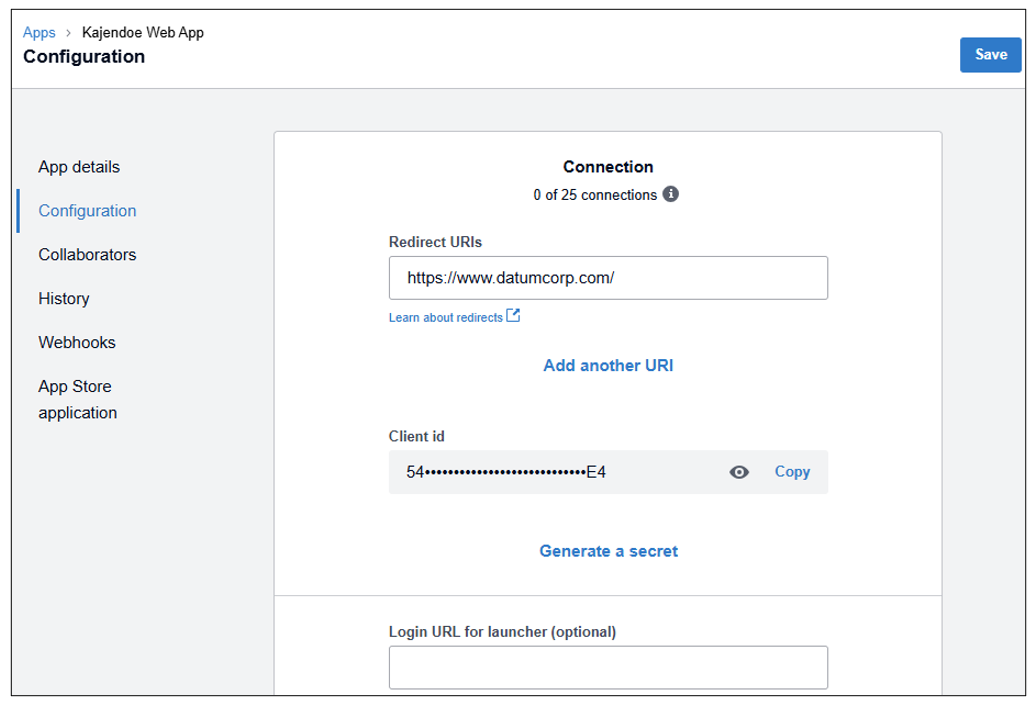 Apps > Kajendoe Web App
Configuration
Save
App details
Configuration
Collaborators
History
Webhooks
App Store
application
Connection
0 of 25 connections
Redirect URIs
https://www.datumcorp.com/
Learn about redirects
Add another URI
Client id
54••••••••••••••••••••••••••••E4
Copy
Generate a secret
Login URL for launcher (optional)